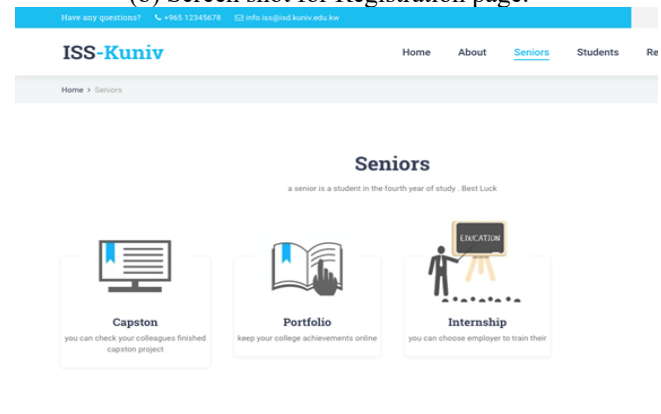 (b) Screen shot for Registration page.
Have any questions? +965 12345678 info.iss@isd.kuniv.edu.kw
ISS-Kuniv
Home About Seniors Students Re
Home > Seniors
Seniors
a senior is a student in the fourth year of study . Best Luck
EDUCATION
Capston
you can check your colleagues finished
capston project
Portfolio
keep your college achievements online
Internship
you can choose employer to train their